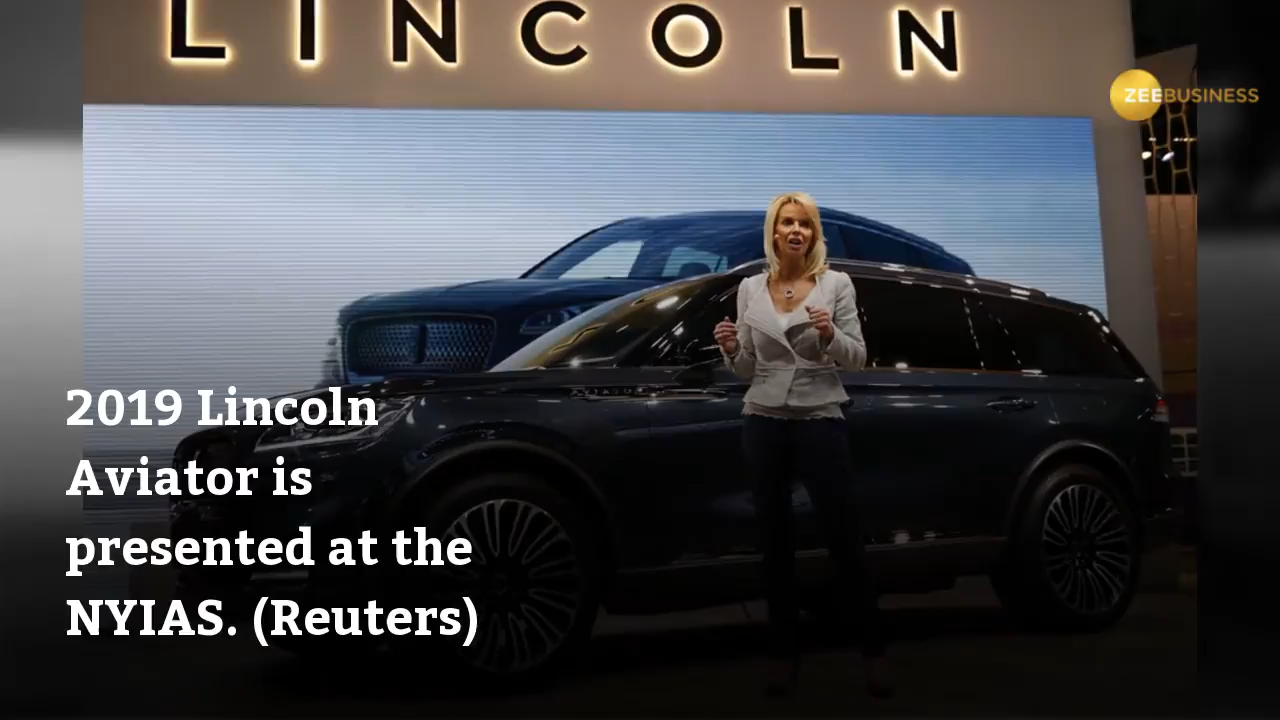 LINCOLN
ZEEBUSINESS
2019 Lincoln
Aviator is
presented at the
NYIAS. (Reuters)